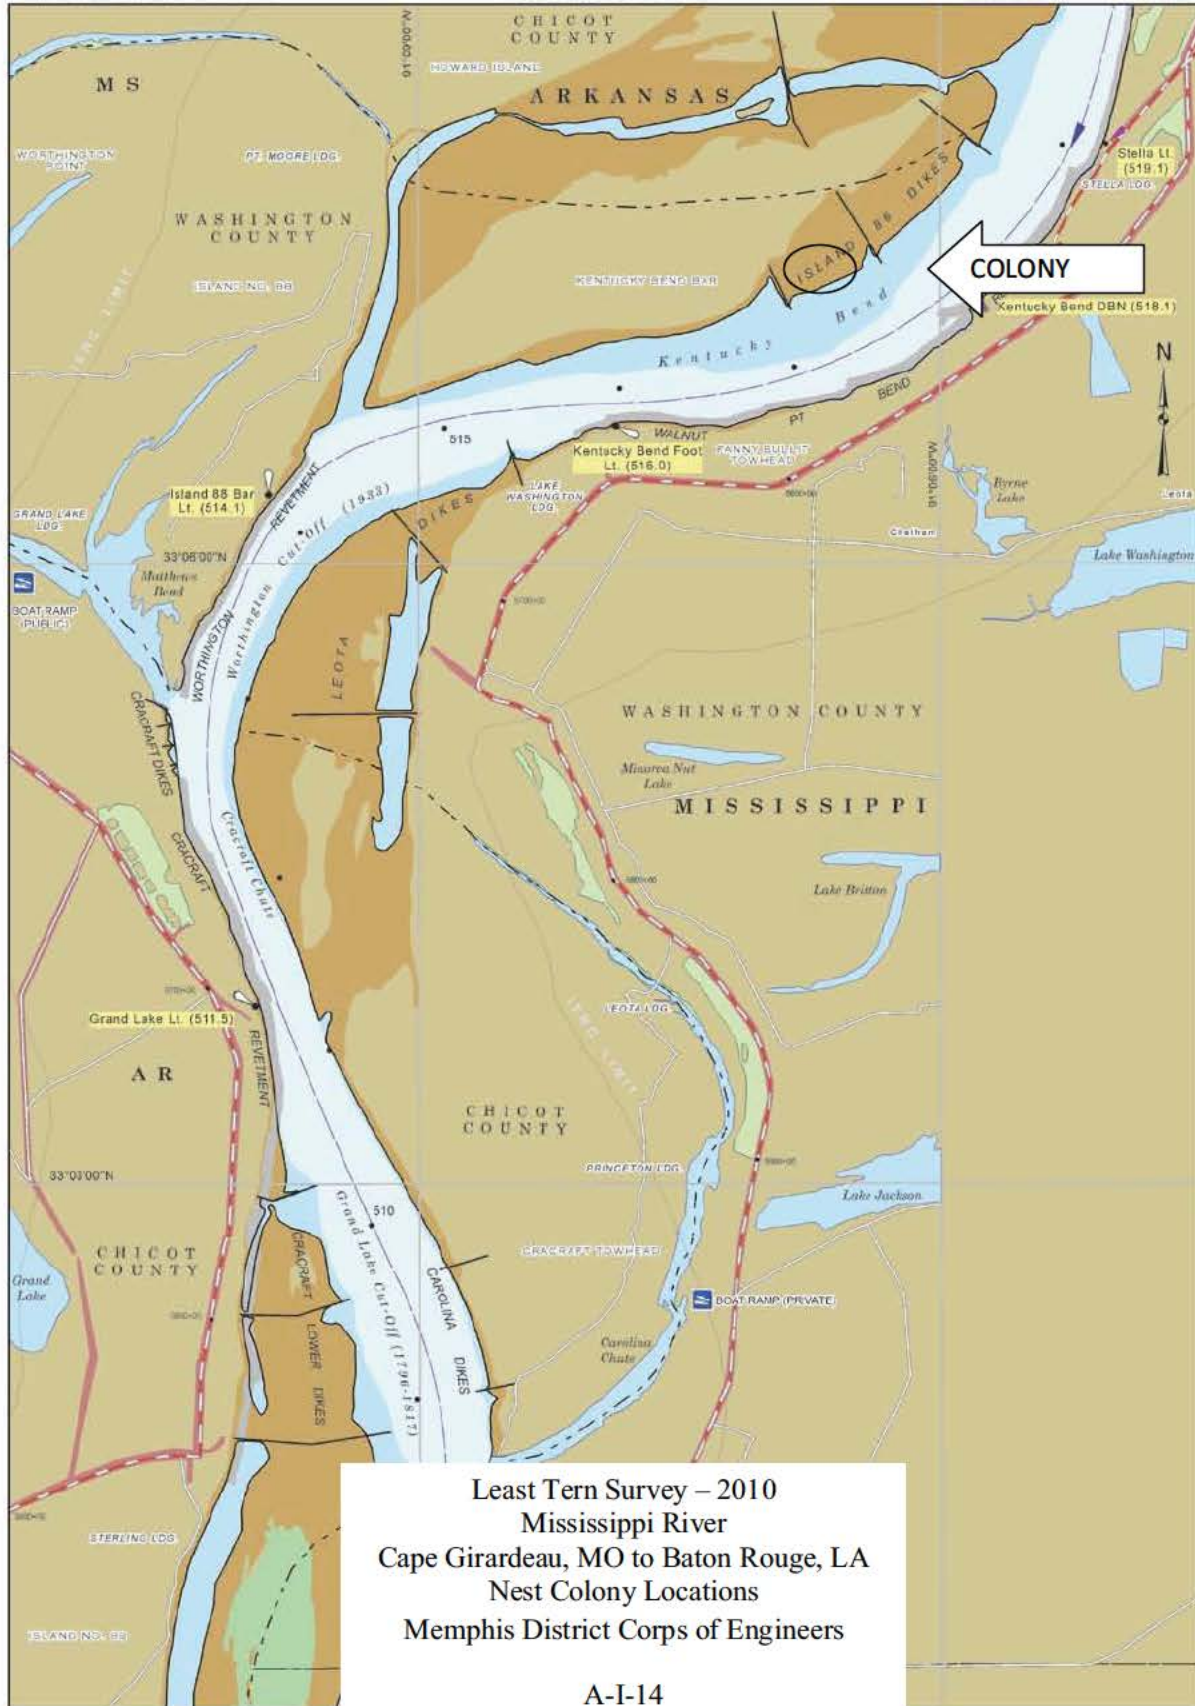 CHICOT
COUNTY
HOWARD ISLAND
ARKANSAS
MS
WORTHINGTON
POINT
PT. MOORE LDG.
WASHINGTON
COUNTY
ISLAND NO. 88
Stella Lt.
(519.1)
STELLA LDG.
ISLAND 86 DIKES
COLONY
KENTUCKY BEND BAR
Kentucky Bend DBN (518.1)
Kentucky Bend
N
515
WALNUT PT BEND
Kentucky Bend Foot
Lt. (516.0)
FANNY BULLIT
TOWHEAD
Island 88 Bar
Lt. (514.1)
LAKE
WASHINGTON
LDG.
LEOTA DIKES
GRAND LAKE
LDG.
33°06'00"N
Matthews
Bend
BOAT RAMP
(PUBLIC)
WORTHINGTON REVETMENT
Worthington Cut-Off (1933)
Byrne
Lake
Leota
Chatham
Lake Washington
CRACRAFT DIKES
WASHINGTON COUNTY
Minorca Nut
Lake
MISSISSIPPI
Cracraft Chute
CRACRAFT REVETMENT
Lake Britton
LEOTA LDG.
Grand Lake Lt. (511.5)
AR
CHICOT
COUNTY
PRINCETON LDG.
33°03'00"N
Lake Jackson
510
Grand Lake Cut-Off (1796-1817)
CHICOT
COUNTY
CRACRAFT TOWHEAD
CRACRAFT
LOWER DIKES
CAROLINA DIKES
Grand
Lake
BOAT RAMP (PRIVATE)
Carolina
Chute
STERLING LDG.
Least Tern Survey – 2010
Mississippi River
Cape Girardeau, MO to Baton Rouge, LA
Nest Colony Locations
Memphis District Corps of Engineers
A-I-14